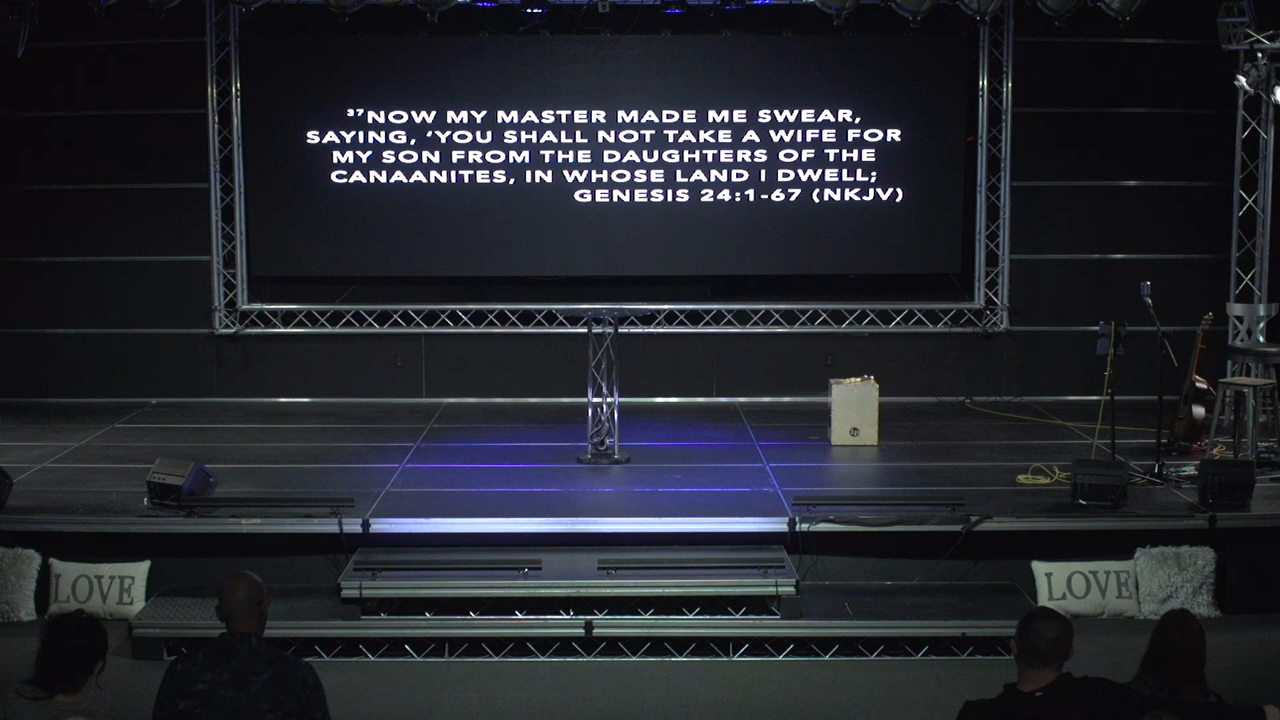 ³⁷NOW MY MASTER MADE ME SWEAR,
SAYING, ‘YOU SHALL NOT TAKE A WIFE FOR
MY SON FROM THE DAUGHTERS OF THE
CANAANITES, IN WHOSE LAND I DWELL;
GENESIS 24:1-67 (NKJV)
LOVE
LOVE